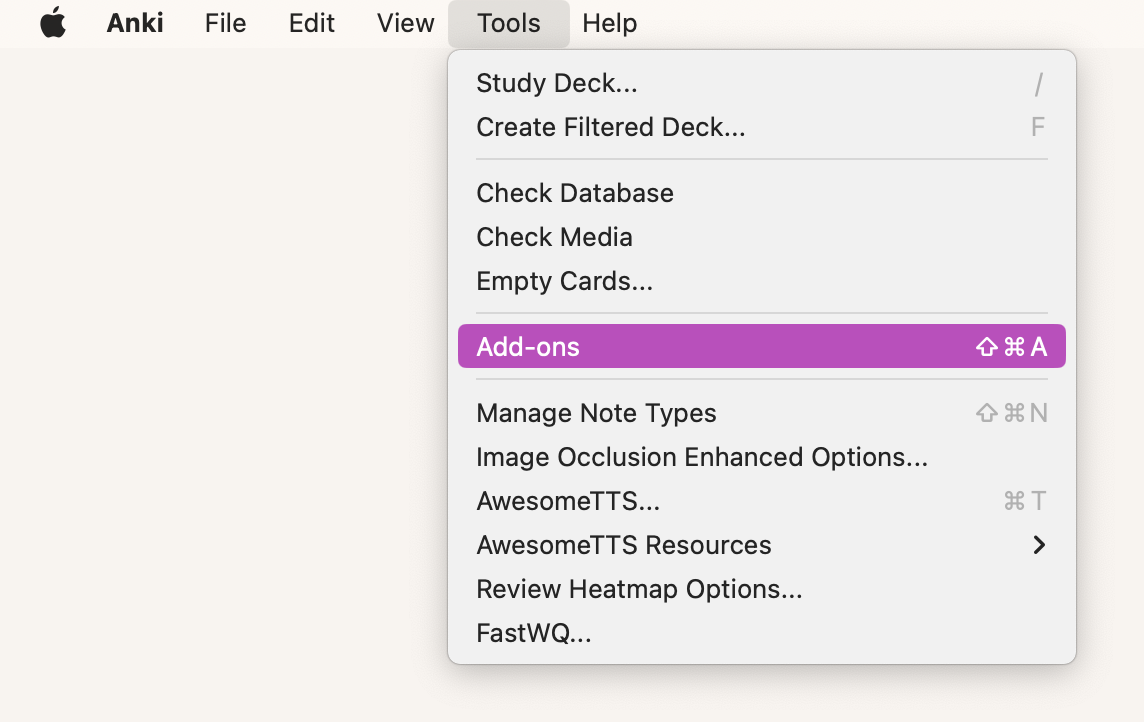 Anki File Edit View Tools Help
Study Deck... /
Create Filtered Deck... F
Check Database
Check Media
Empty Cards...
Add-ons ⇧⌘A
Manage Note Types ⇧⌘N
Image Occlusion Enhanced Options...
AwesomeTTS... ⌘T
AwesomeTTS Resources >
Review Heatmap Options...
FastWQ...